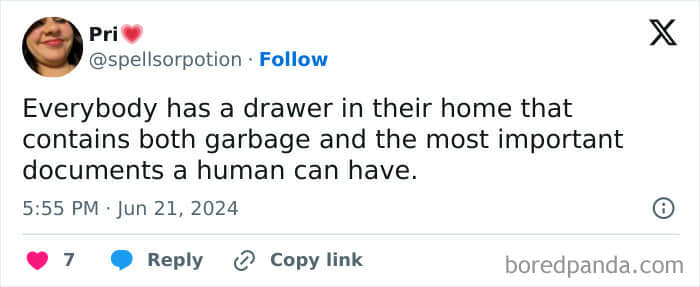 Pri
@spellsorpotion · Follow
Everybody has a drawer in their home that
contains both garbage and the most important
documents a human can have.
5:55 PM · Jun 21, 2024
7 Reply Copy link
boredpanda.com